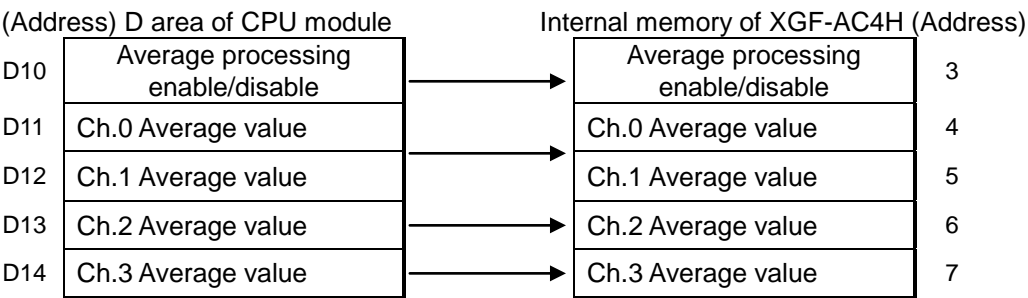 (Address) D area of CPU module Internal memory of XGF-AC4H (Address)
Average processing Average processing
D10 enable/disable enable/disable 3
D11 Ch.0 Average value Ch.0 Average value 4
D12 Ch.1 Average value Ch.1 Average value 5
D13 Ch.2 Average value Ch.2 Average value 6
D14 Ch.3 Average value Ch.3 Average value 7